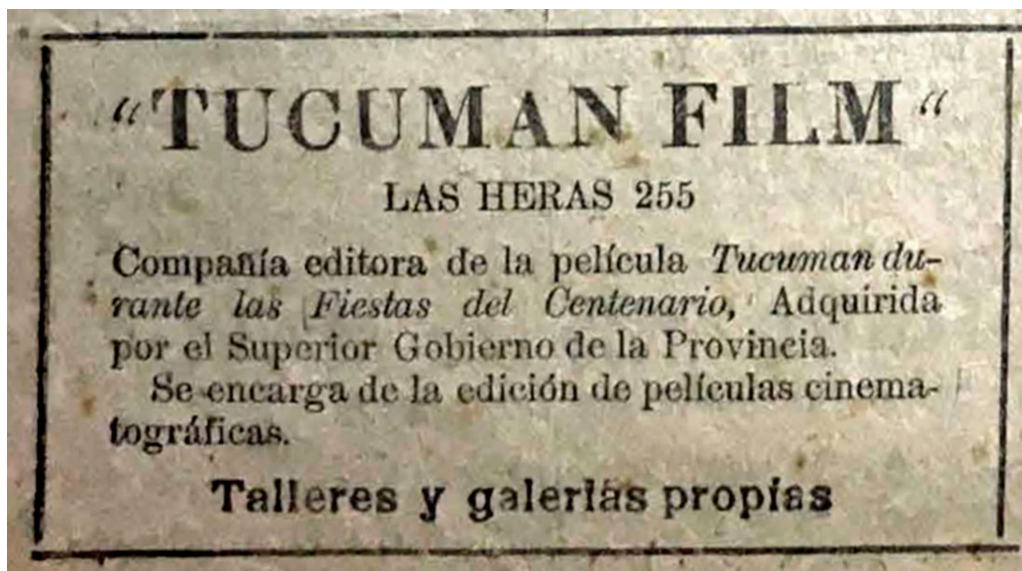 “TUCUMAN FILM“
LAS HERAS 255
Compañía editora de la película Tucuman du-
rante las Fiestas del Centenario, Adquirida
por el Superior Gobierno de la Provincia.
Se encarga de la edición de películas cinema-
tográficas.
Talleres y galerías propias